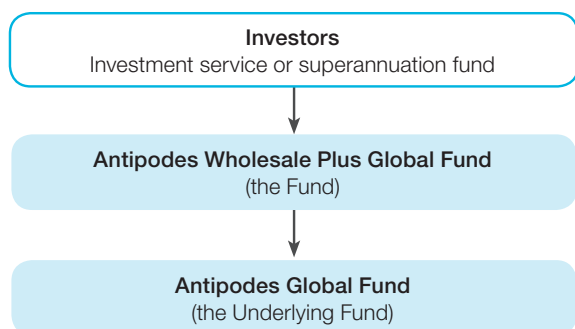 Investors
Investment service or superannuation fund
Antipodes Wholesale Plus Global Fund
(the Fund)
Antipodes Global Fund
(the Underlying Fund)